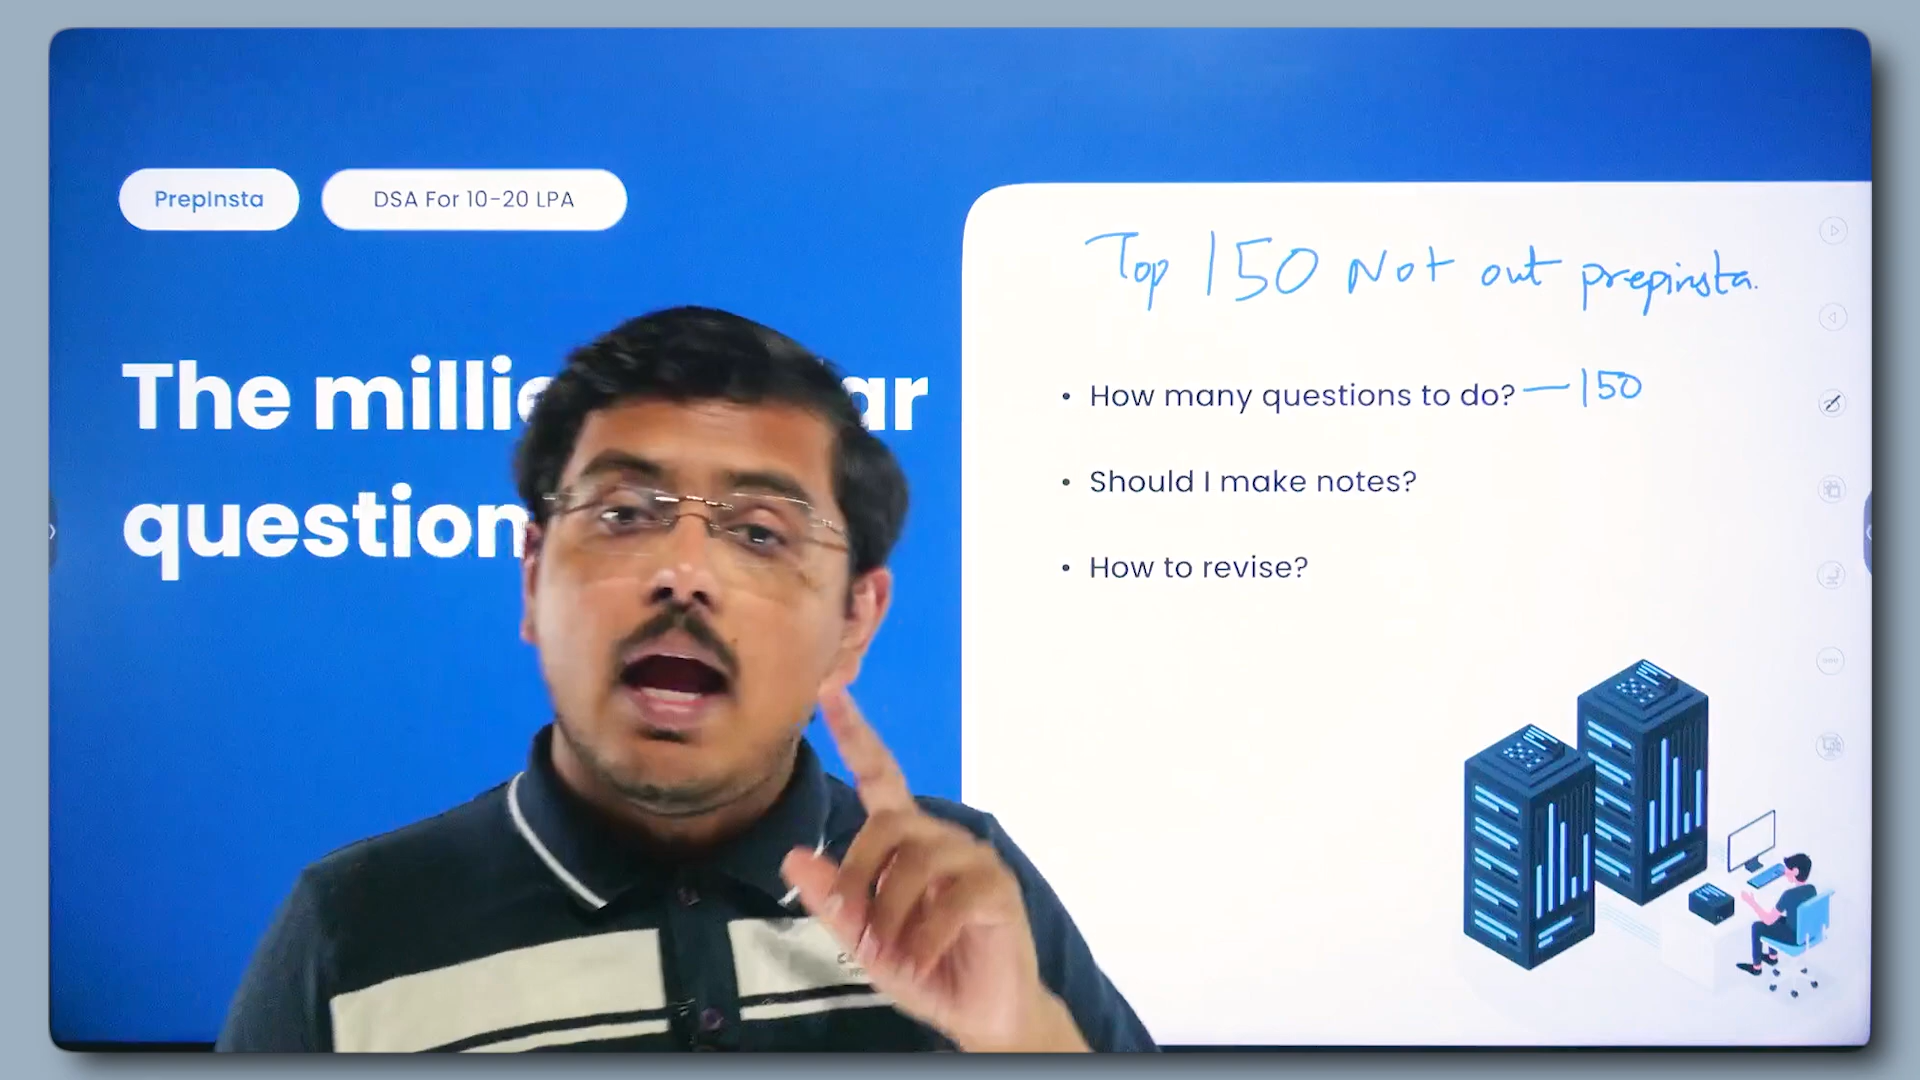 PrepInsta
DSA For 10-20 LPA
The milli ar
question
Top 150 Not out prepinsta.
• How many questions to do? — 150
• Should I make notes?
• How to revise?